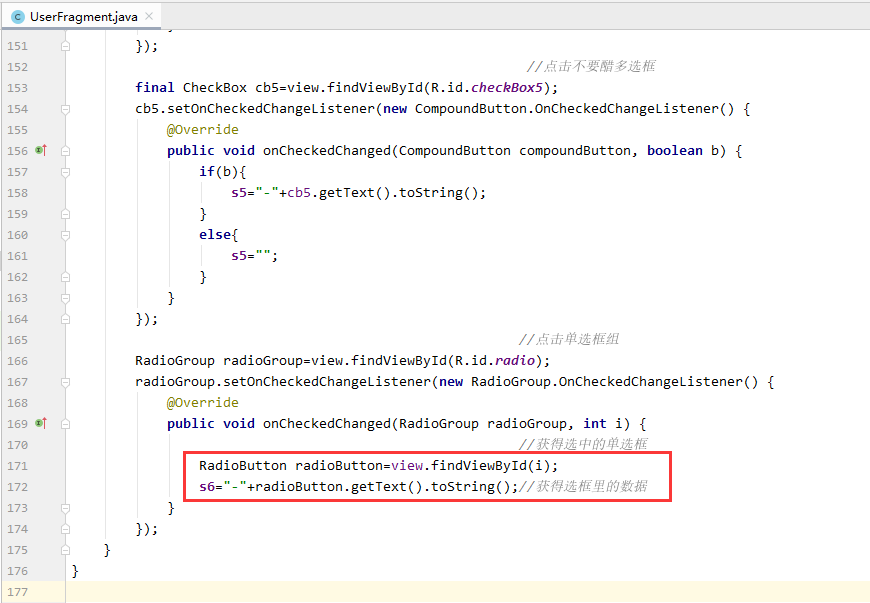 UserFragment.java
151 });
152 //点击不要醋多选框
153 final CheckBox cb5=view.findViewById(R.id.checkBox5);
154 cb5.setOnCheckedChangeListener(new CompoundButton.OnCheckedChangeListener() {
155 @Override
156 public void onCheckedChanged(CompoundButton compoundButton, boolean b) {
157 if(b){
158 s5="-"+cb5.getText().toString();
159 }
160 else{
161 s5="";
162 }
163 }
164 });
165 //点击单选框组
166 RadioGroup radioGroup=view.findViewById(R.id.radio);
167 radioGroup.setOnCheckedChangeListener(new RadioGroup.OnCheckedChangeListener() {
168 @Override
169 public void onCheckedChanged(RadioGroup radioGroup, int i) {
170 //获得选中的单选框
171 RadioButton radioButton=view.findViewById(i);
172 s6="-"+radioButton.getText().toString();//获得选框里的数据
173 }
174 });
175 }
176 }
177